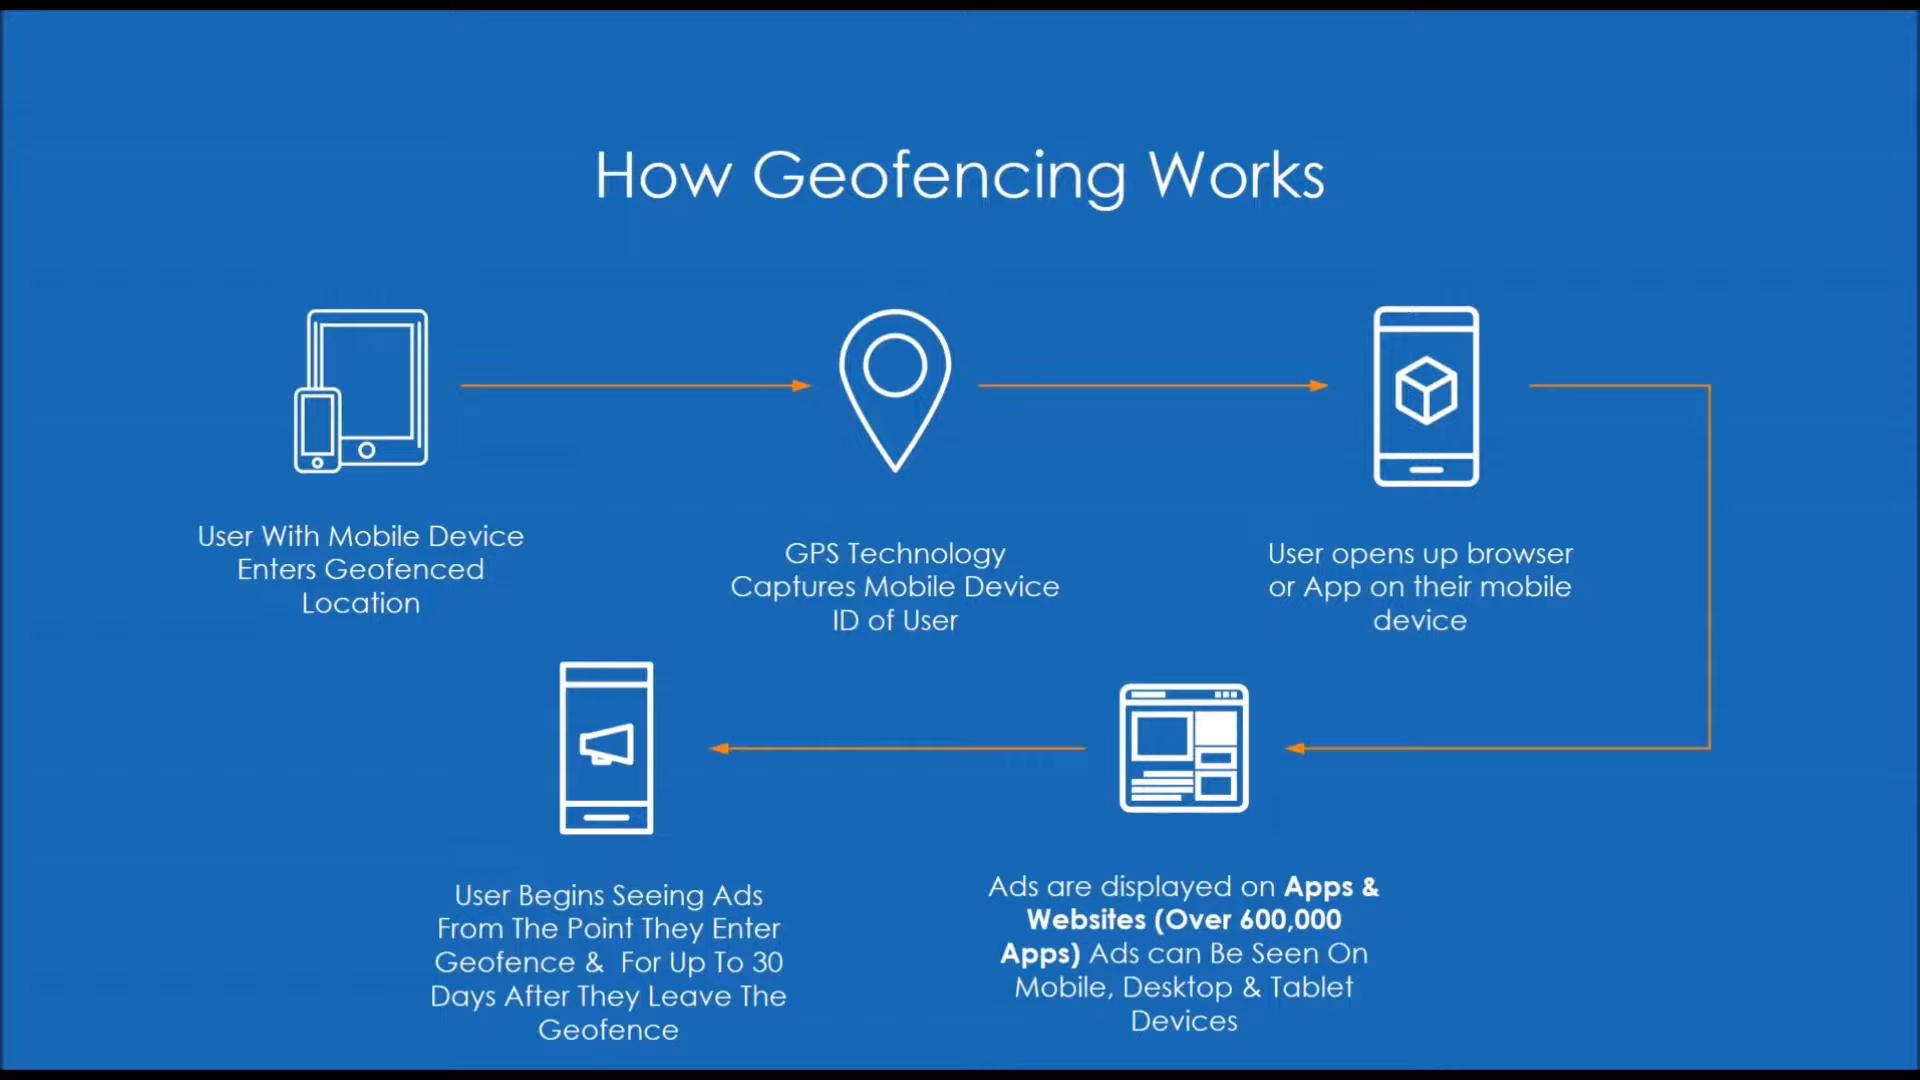 How Geofencing Works
User With Mobile Device
Enters Geofenced
Location
GPS Technology
Captures Mobile Device
ID of User
User opens up browser
or App on their mobile
device
Ads are displayed on Apps &
Websites (Over 600,000
Apps) Ads can Be Seen On
Mobile, Desktop & Tablet
Devices
User Begins Seeing Ads
From The Point They Enter
Geofence &  For Up To 30
Days After They Leave The
Geofence